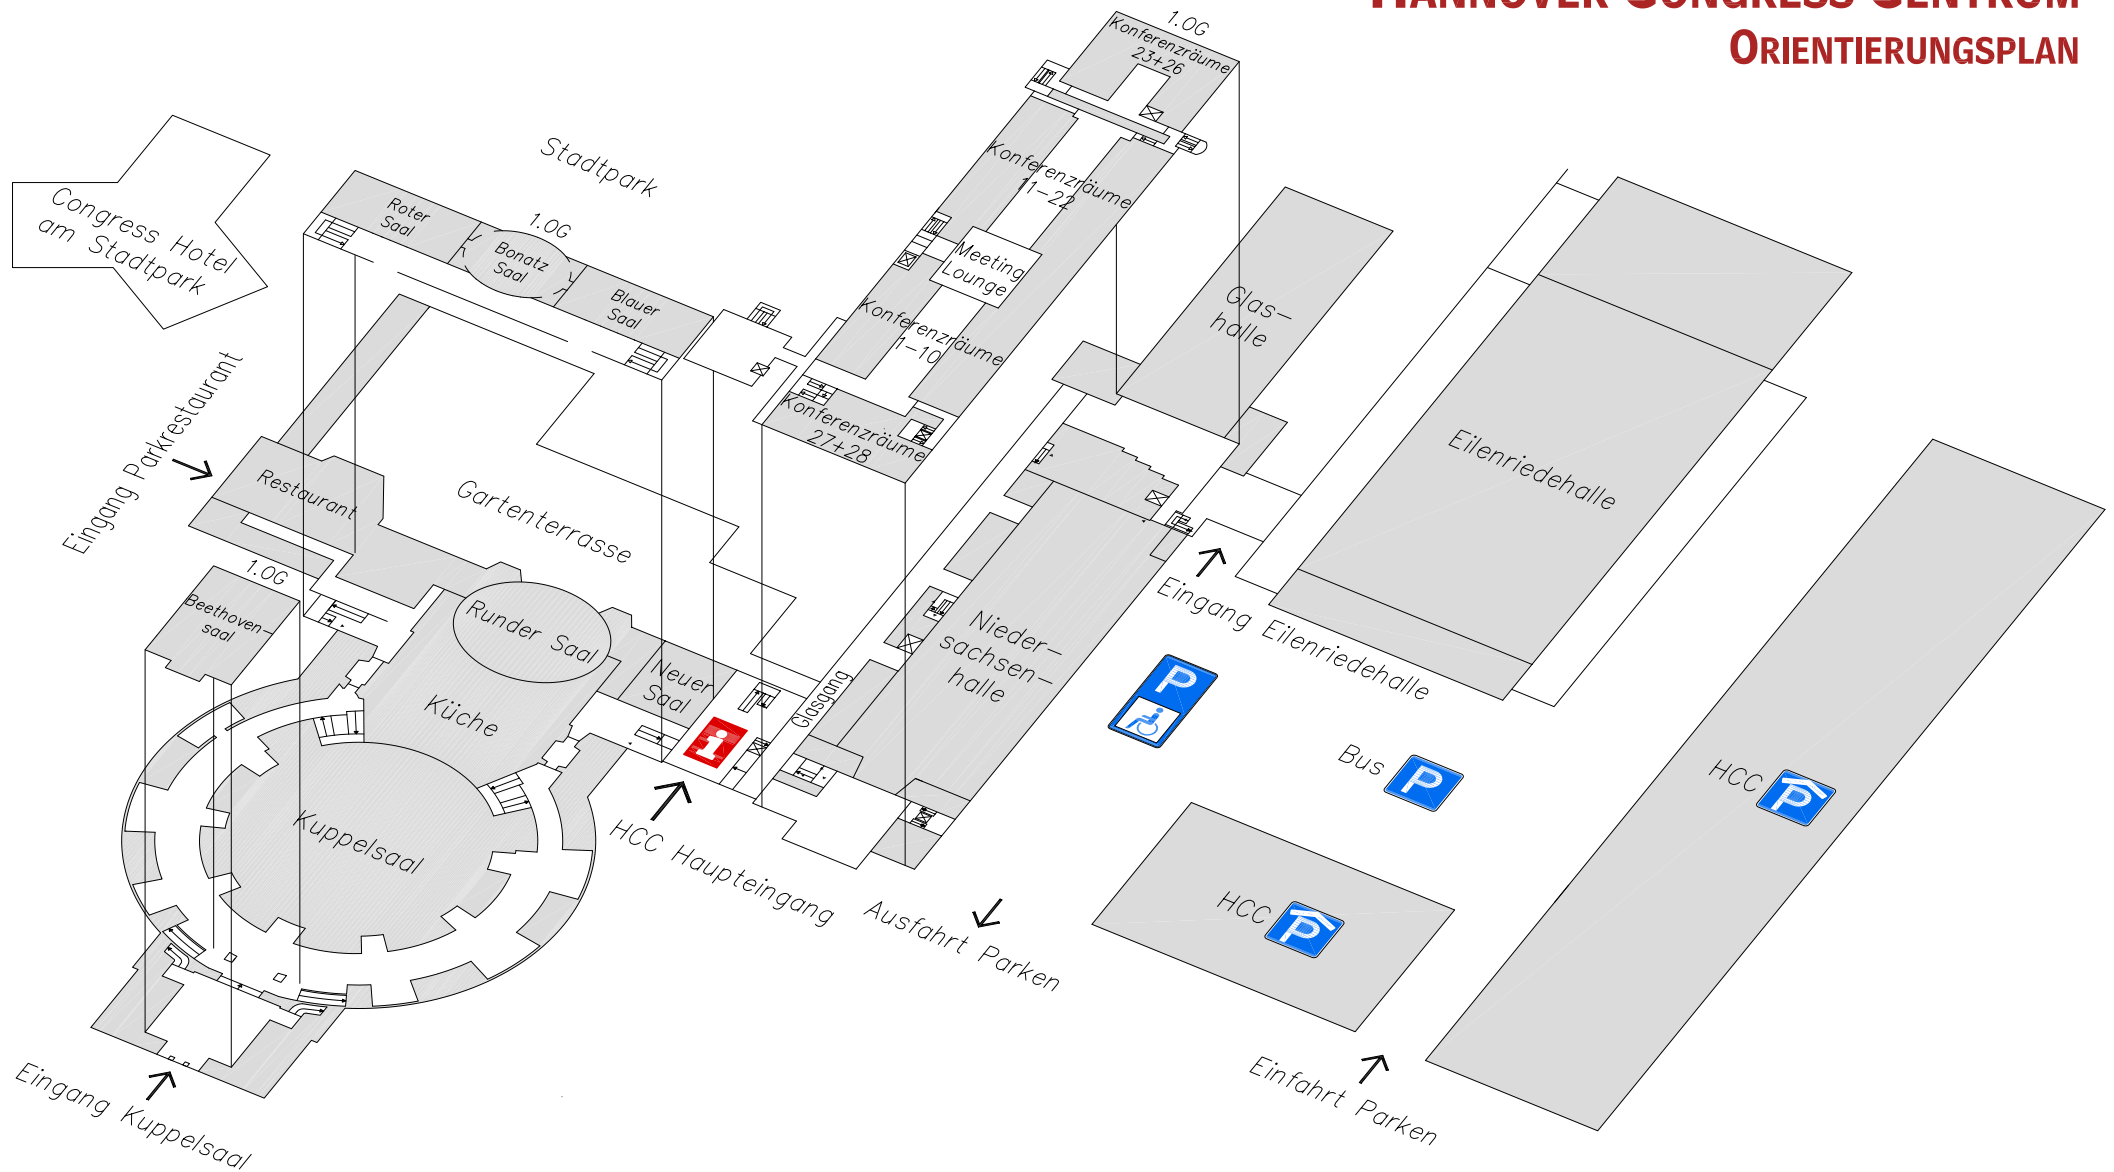 HANNOVER CONGRESS CENTRUM
ORIENTIERUNGSPLAN
1.OG
Konferenzräume
23+26
Stadtpark
Konferenzräume
11-22
Congress Hotel
am Stadtpark
Roter
Saal
1.OG
Bonatz
Saal
Blauer
Saal
Meeting
Lounge
Konferenzräume
1-10
Konferenzräume
27+28
Glas-
halle
Eilenriedehalle
Eingang Parkrestaurant
Restaurant
Gartenterrasse
1.OG
Beethoven-
saal
Runder Saal
Neuer
Saal
Küche
Glasgang
Nieder-
sachsen-
halle
Eingang Eilenriedehalle
P
Bus
P
HCC
P
HCC
P
i
Kuppelsaal
HCC Haupteingang
Ausfahrt Parken
Einfahrt Parken
Eingang Kuppelsaal